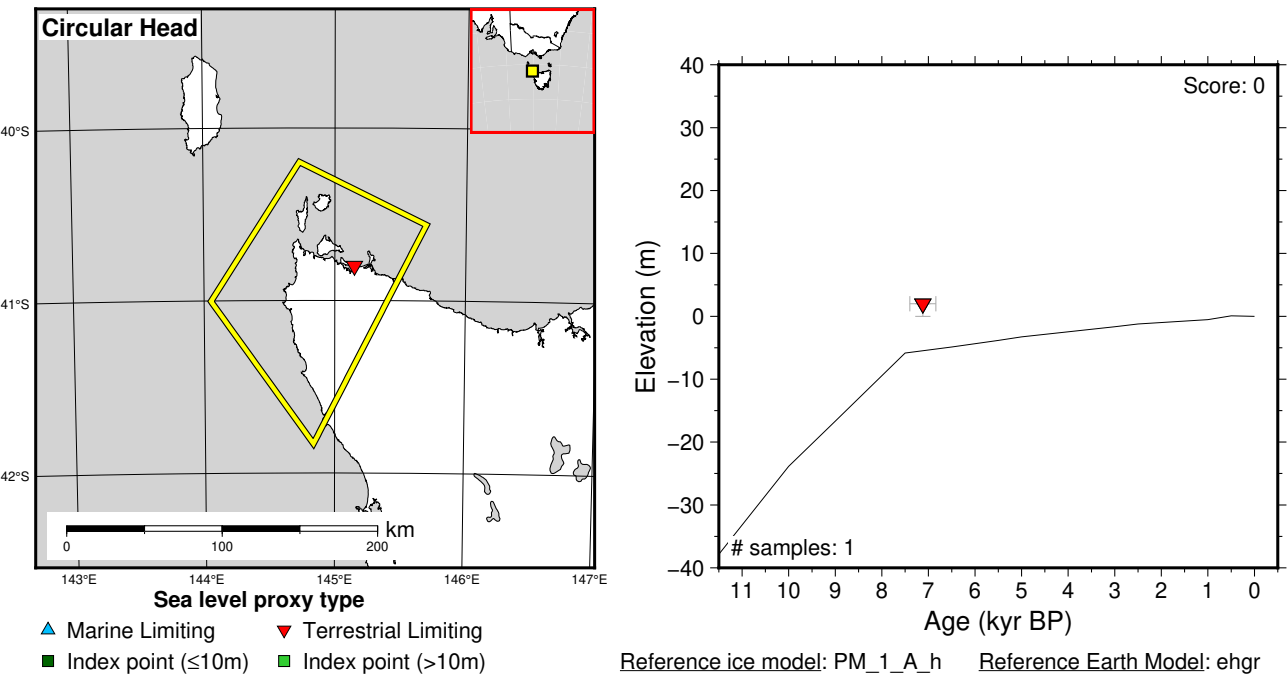 Circular Head
40°S
41°S
42°S
km
0 100 200
143°E 144°E 145°E 146°E 147°E
Sea level proxy type
Marine Limiting
Terrestrial Limiting
Index point (≤10m)
Index point (>10m)
Score: 0
40
30
20
10
0
−10
−20
−30
−40
Elevation (m)
# samples: 1
11 10 9 8 7 6 5 4 3 2 1 0
Age (kyr BP)
Reference ice model: PM_1_A_h
Reference Earth Model: ehgr